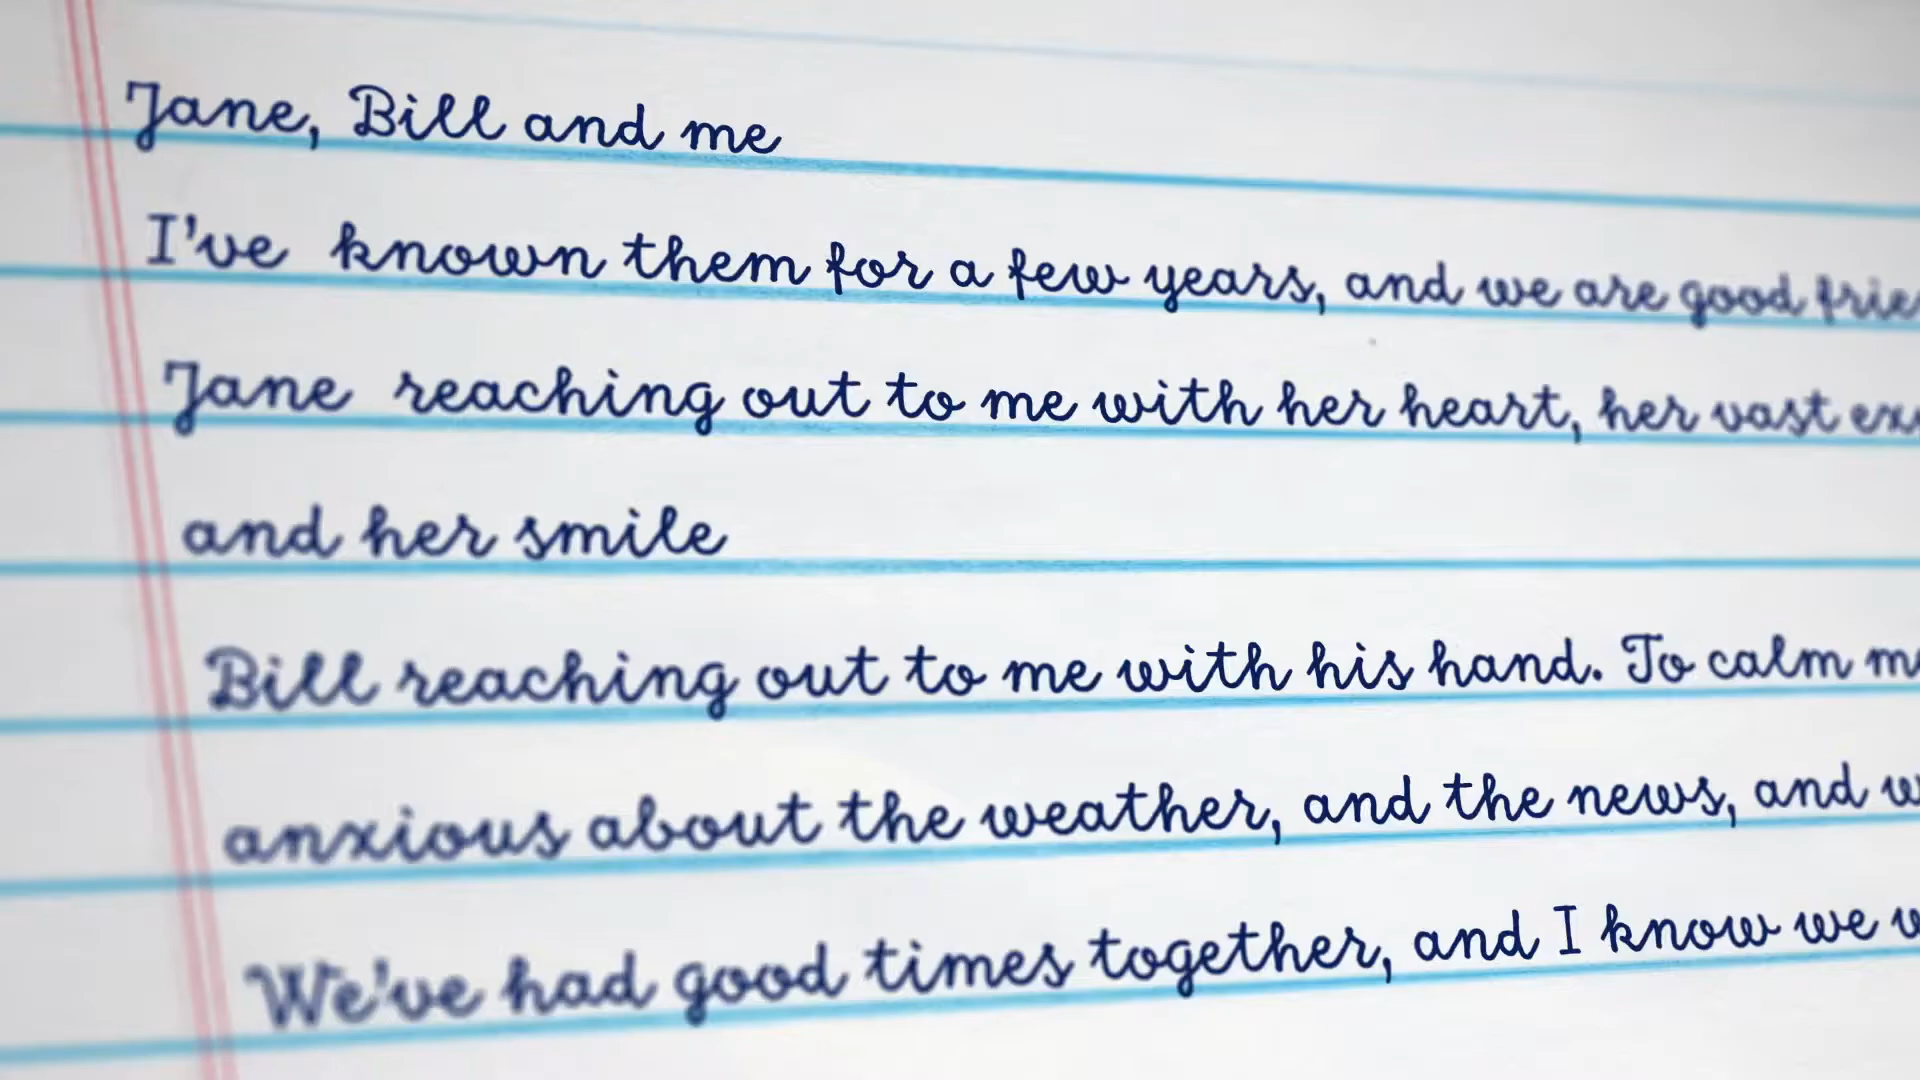 Jane, Bill and me
I've known them for a few years, and we are good
Jane reaching out to me with her heart, her vast
and her smile
Bill reaching out to me with his hand. To calm
anxious about the weather, and the news, and
We've had good times together, and I know we